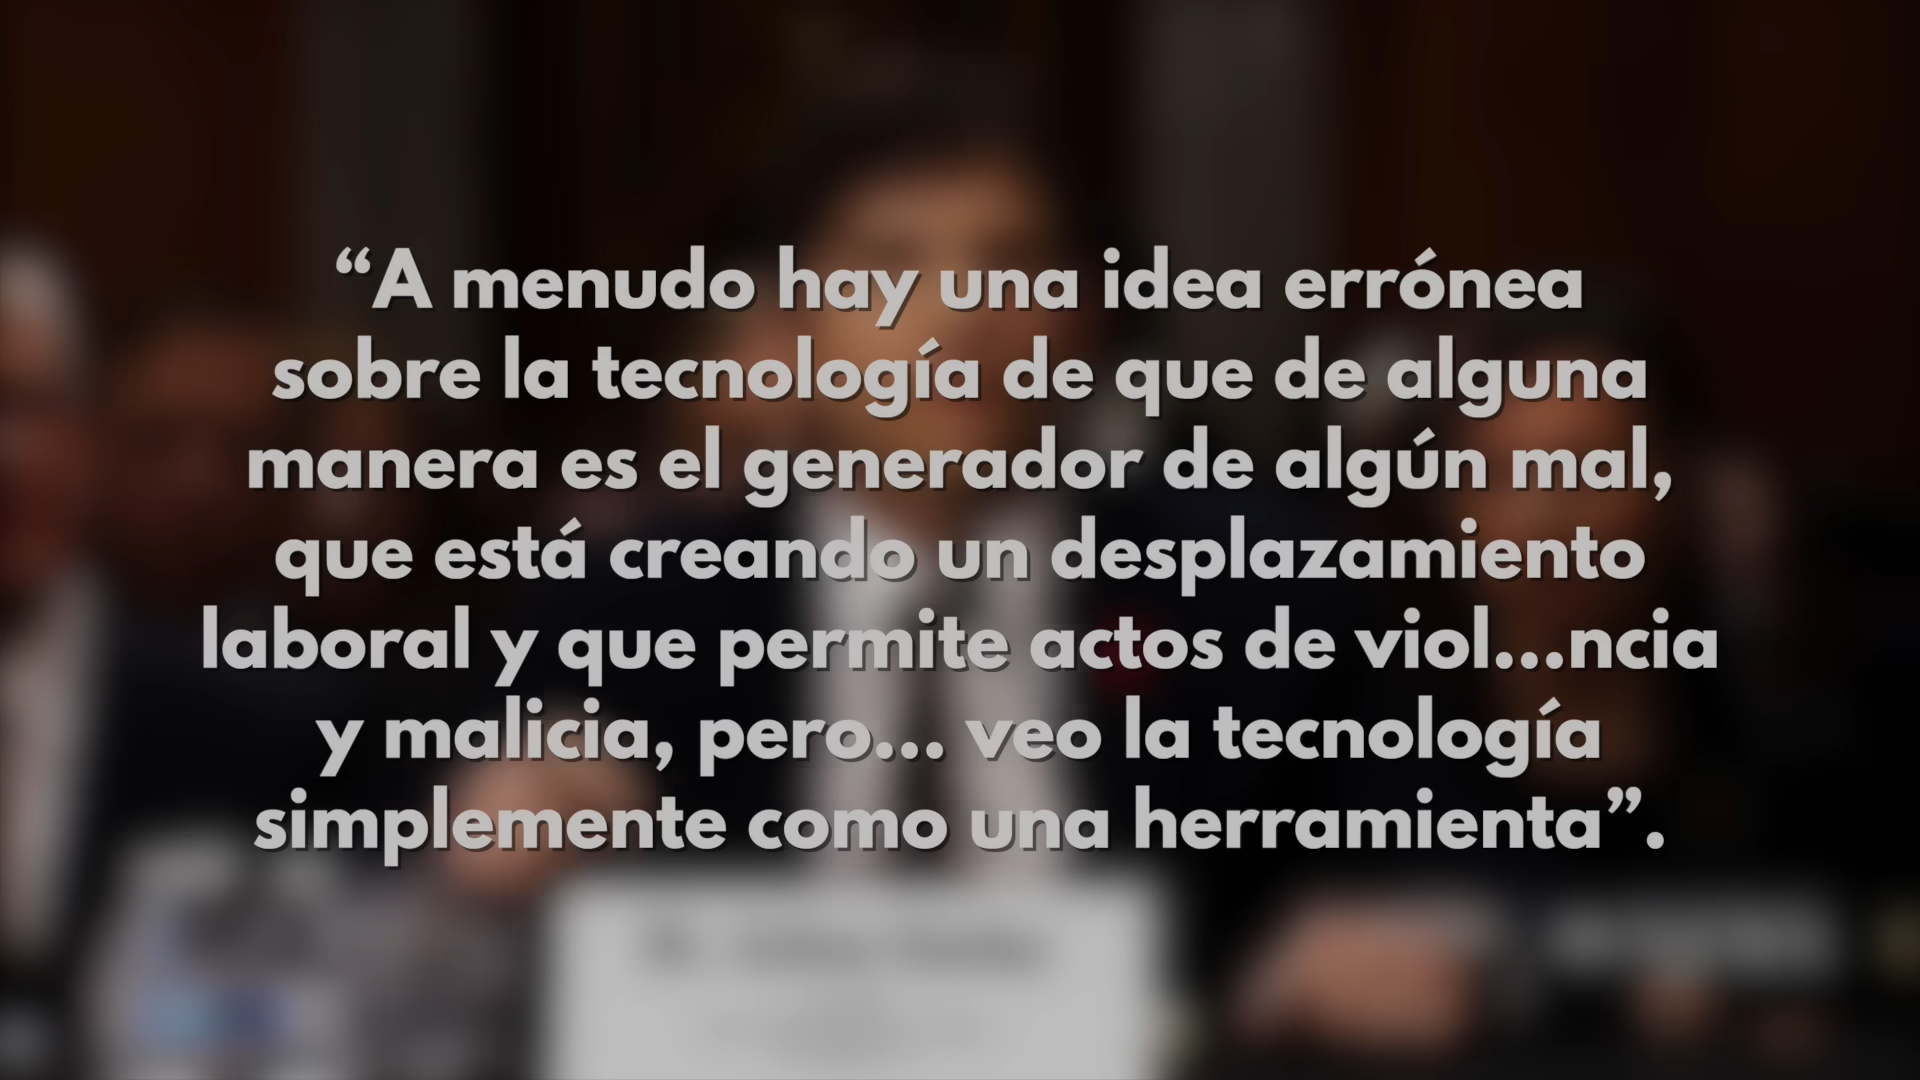 “A menudo hay una idea errónea
sobre la tecnología de que de alguna
manera es el generador de algún mal,
que está creando un desplazamiento
laboral y que permite actos de viol...ncia
y malicia, pero... veo la tecnología
simplemente como una herramienta”.